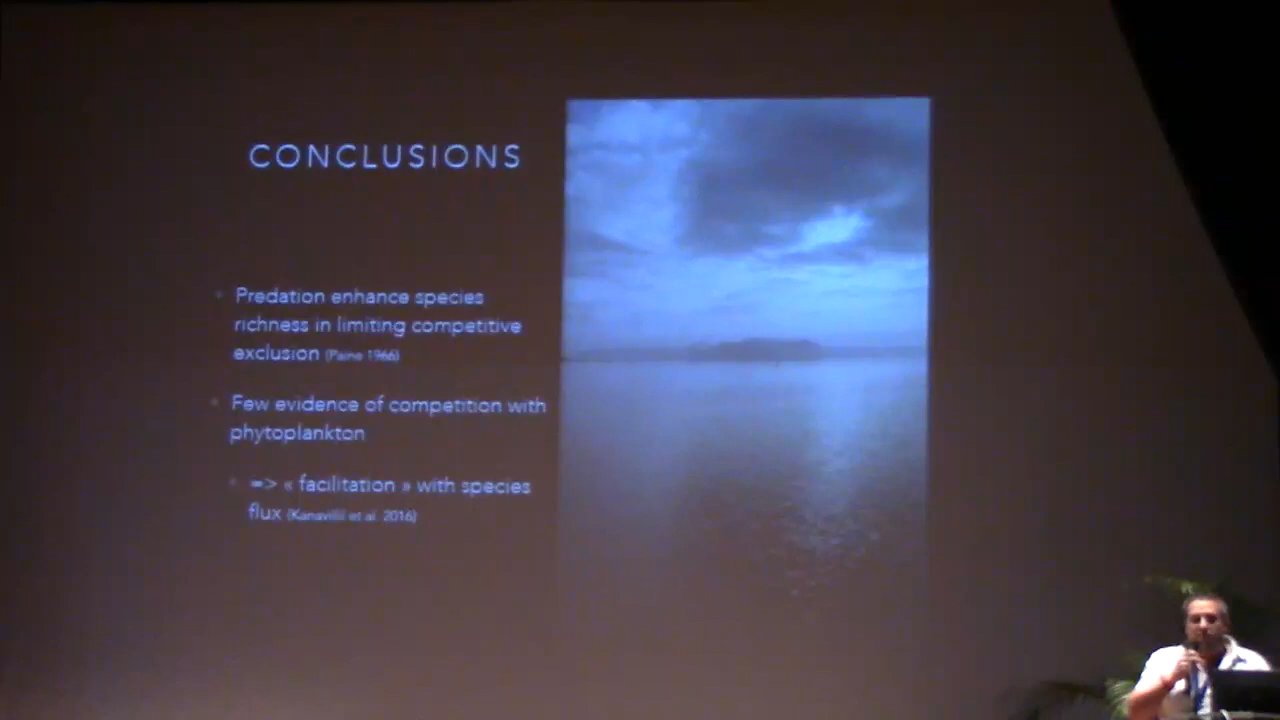 CONCLUSIONS
Predation enhance species
richness in limiting competitive
exclusion (Paine 1966)
Few evidence of competition with
phytoplankton
=> « facilitation » with species
flux (Kanavillil et al. 2016)